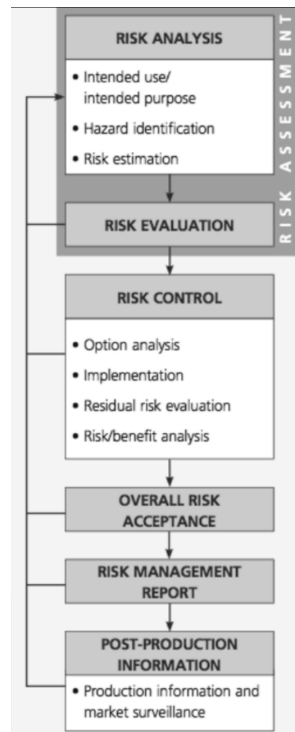 RISK ANALYSIS
• Intended use/
intended purpose
• Hazard identification
• Risk estimation
RISK EVALUATION
RISK ASSESSMENT
RISK CONTROL
• Option analysis
• Implementation
• Residual risk evaluation
• Risk/benefit analysis
OVERALL RISK
ACCEPTANCE
RISK MANAGEMENT
REPORT
POST-PRODUCTION
INFORMATION
• Production information and
market surveillance